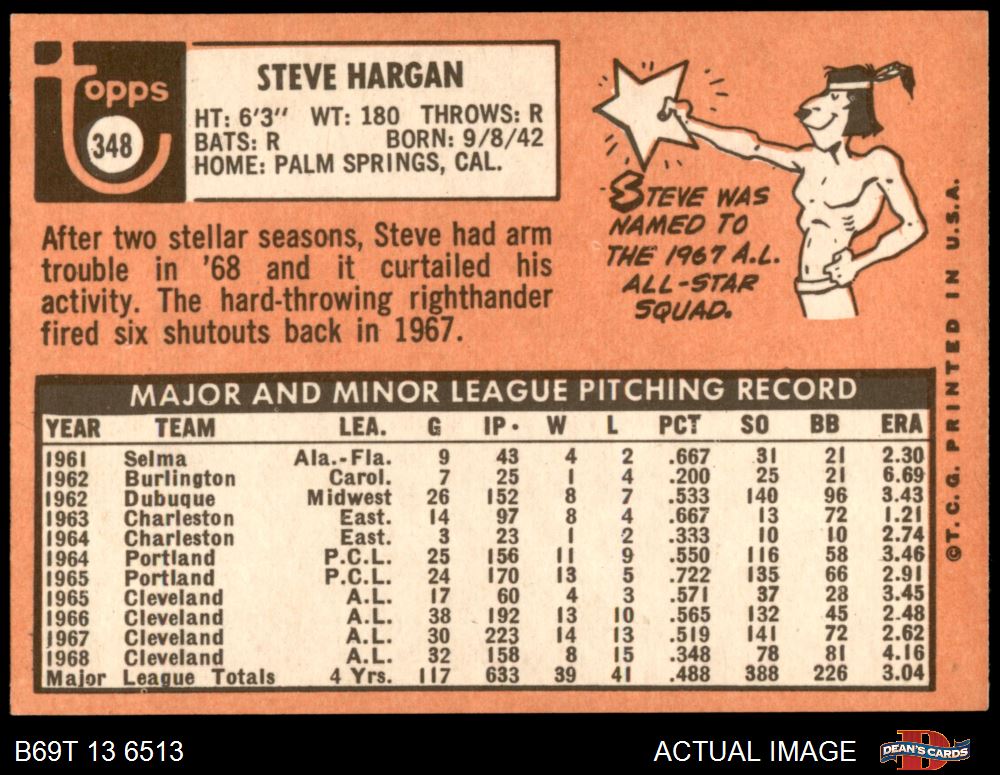 Topps
348
STEVE HARGAN
HT: 6'3" WT: 180 THROWS: R
BATS: R BORN: 9/8/42
HOME: PALM SPRINGS, CAL.
After two stellar seasons, Steve had arm
trouble in '68 and it curtailed his
activity. The hard-throwing righthander
fired six shutouts back in 1967.
STEVE WAS
NAMED TO
THE 1967 A.L.
ALL-STAR
SQUAD.
MAJOR AND MINOR LEAGUE PITCHING RECORD
YEAR TEAM LEA. G IP. W L PCT SO BB ERA
1961 Selma Ala.-Fla. 9 43 4 2 .667 31 21 2.30
1962 Burlington Carol. 7 25 1 4 .200 25 21 6.69
1962 Dubuque Midwest 26 152 8 7 .533 140 96 3.43
1963 Charleston East. 14 97 8 4 .667 13 72 1.21
1964 Charleston East. 3 23 1 2 .333 10 10 2.74
1964 Portland P.C.L. 25 156 11 9 .550 116 58 3.46
1965 Portland P.C.L. 24 170 13 5 .722 135 66 2.91
1965 Cleveland A.L. 17 60 4 3 .571 37 28 3.45
1966 Cleveland A.L. 38 192 13 10 .565 132 45 2.48
1967 Cleveland A.L. 30 223 14 13 .519 141 72 2.62
1968 Cleveland A.L. 32 158 8 15 .348 78 81 4.16
Major League Totals 4 Yrs. 117 633 39 41 .488 388 226 3.04
©T.C.G. PRINTED IN U.S.A.
B69T 13 6513
ACTUAL IMAGE
D
DEAN'S CARDS